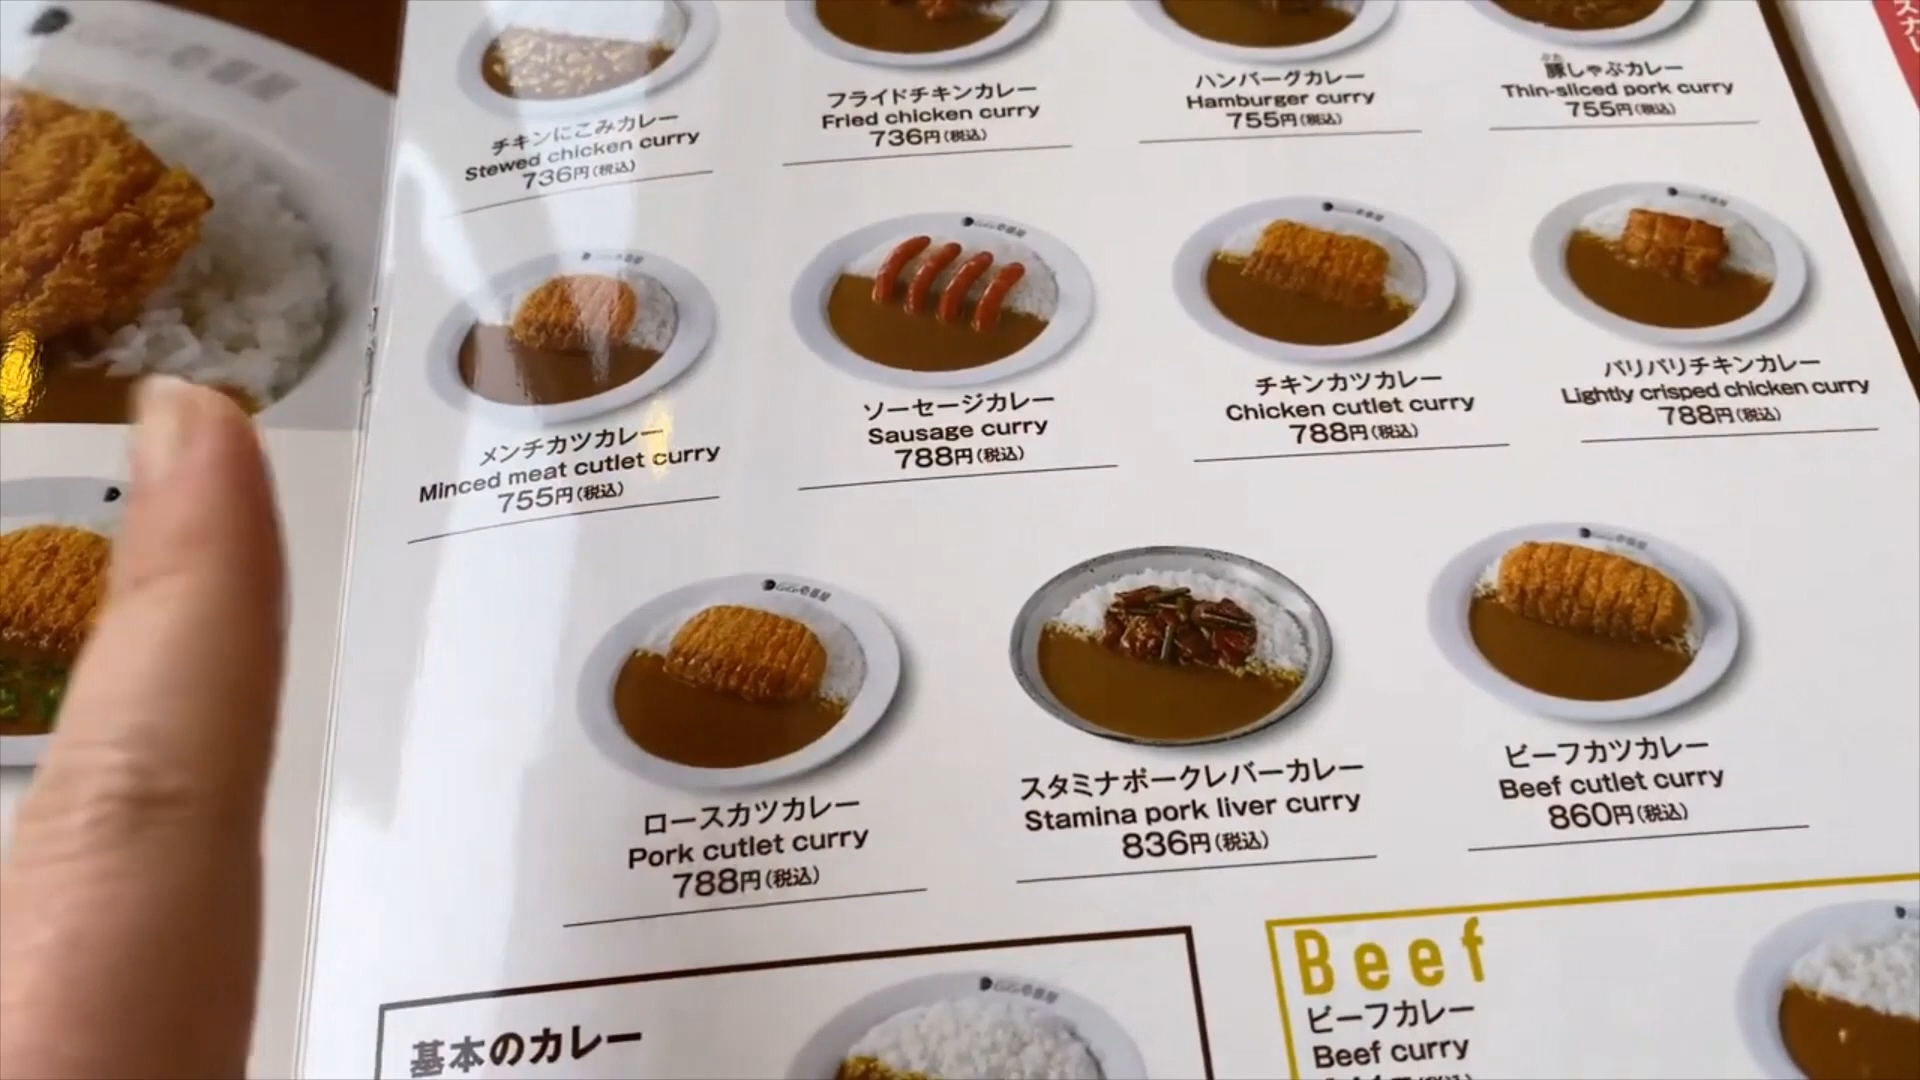 チキンにこみカレー
Stewed chicken curry
736円(税込)
フライドチキンカレー
Fried chicken curry
736円(税込)
ハンバーグカレー
Hamburger curry
755円(税込)
豚しゃぶカレー
Thin-sliced pork curry
755円(税込)
メンチカツカレー
Minced meat cutlet curry
755円(税込)
ソーセージカレー
Sausage curry
788円(税込)
チキンカツカレー
Chicken cutlet curry
788円(税込)
パリパリチキンカレー
Lightly crisped chicken curry
788円(税込)
ロースカツカレー
Pork cutlet curry
788円(税込)
スタミナポークレバーカレー
Stamina pork liver curry
836円(税込)
ビーフカツカレー
Beef cutlet curry
860円(税込)
基本のカレー
Beef
ビーフカレー
Beef curry